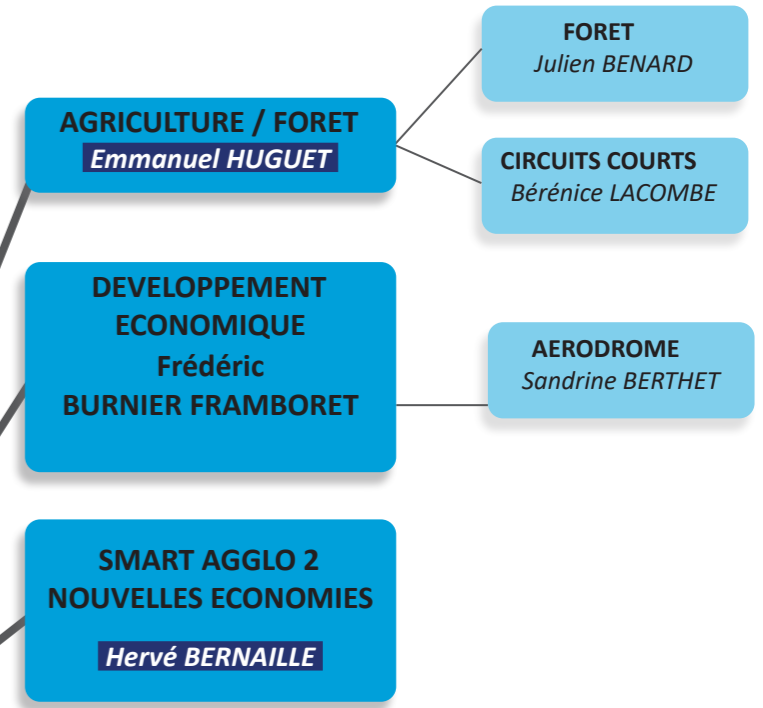 AGRICULTURE / FORET
Emmanuel HUGUET
FORET
Julien BENARD
CIRCUITS COURTS
Bérénice LACOMBE
DEVELOPPEMENT
ECONOMIQUE
Frédéric
BURNIER FRAMBORET
AERODROME
Sandrine BERTHET
SMART AGGLO 2
NOUVELLES ECONOMIES
Hervé BERNAILLE